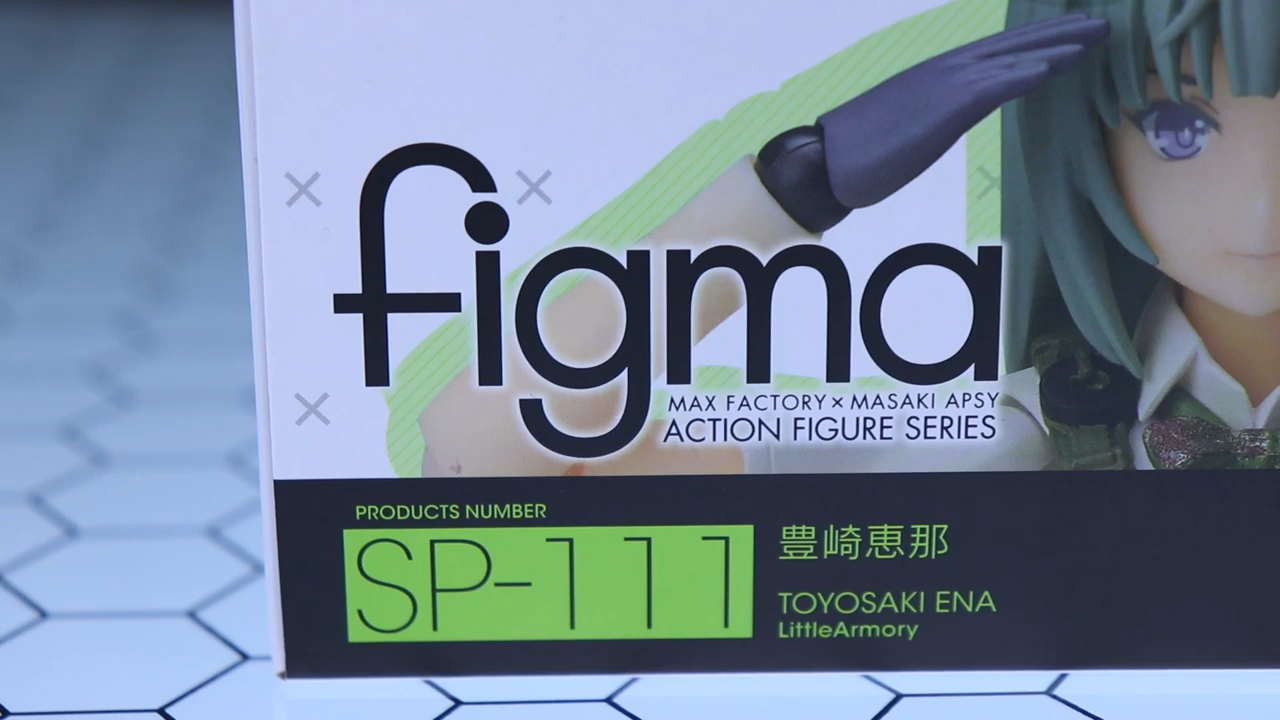 figma
MAX FACTORY × MASAKI APSY
ACTION FIGURE SERIES
PRODUCTS NUMBER
SP-111
豊崎恵那
TOYOSAKI ENA
LittleArmory